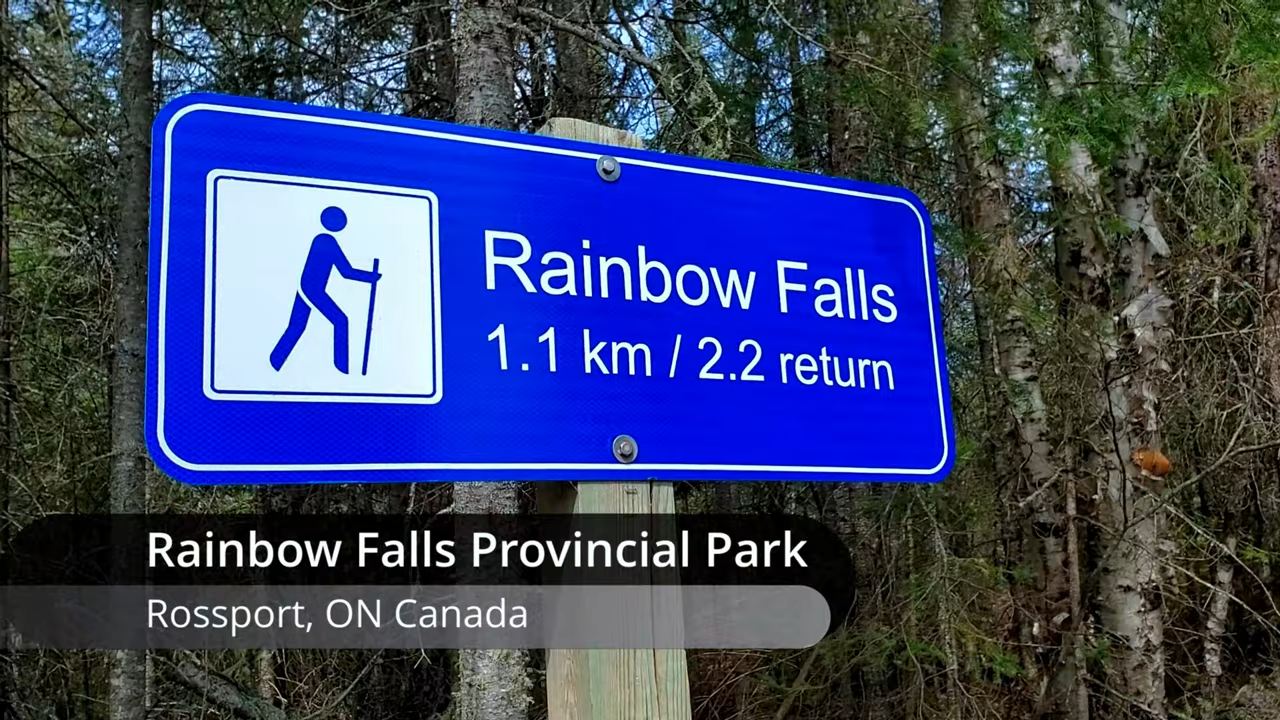 Rainbow Falls
1.1 km / 2.2 return
Rainbow Falls Provincial Park
Rossport, ON Canada